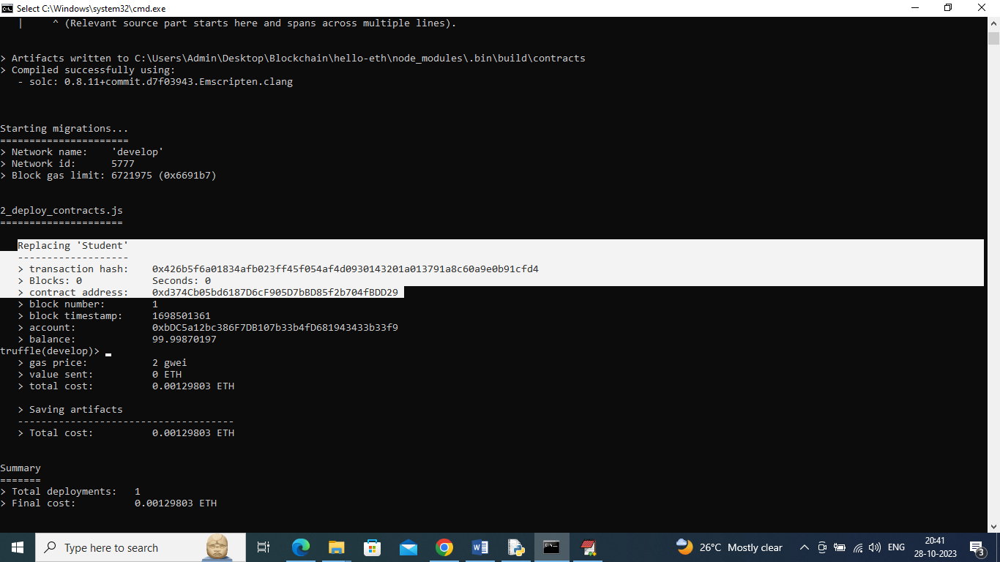 Select C:\Windows\system32\cmd.exe
| ^ (Relevant source part starts here and spans across multiple lines).
> Artifacts written to C:\Users\Admin\Desktop\Blockchain\hello-eth\node_modules\.bin\build\contracts
> Compiled successfully using:
- solc: 0.8.11+commit.d7f03943.Emscripten.clang
Starting migrations...
======================
> Network name: 'develop'
> Network id: 5777
> Block gas limit: 6721975 (0x6691b7)
2_deploy_contracts.js
=====================
Replacing 'Student'
-------------------
> transaction hash: 0x426b5f6a01834afb023ff45f054af4d0930143201a013791a8c60a9e0b91cfd4
> Blocks: 0 Seconds: 0
> contract address: 0xd374Cb05bd6187D6cF905D7bBD85f2b704fBDD29
> block number: 1
> block timestamp: 1698501361
> account: 0xbDC5a12bc386F7DB107b33b4fD681943433b33f9
> balance: 99.99870197
truffle(develop)>
> gas price: 2 gwei
> value sent: 0 ETH
> total cost: 0.00129803 ETH
> Saving artifacts
-------------------------------------
> Total cost: 0.00129803 ETH
Summary
=======
> Total deployments: 1
> Final cost: 0.00129803 ETH
Type here to search
26°C Mostly clear
ENG
20:41
28-10-2023
3